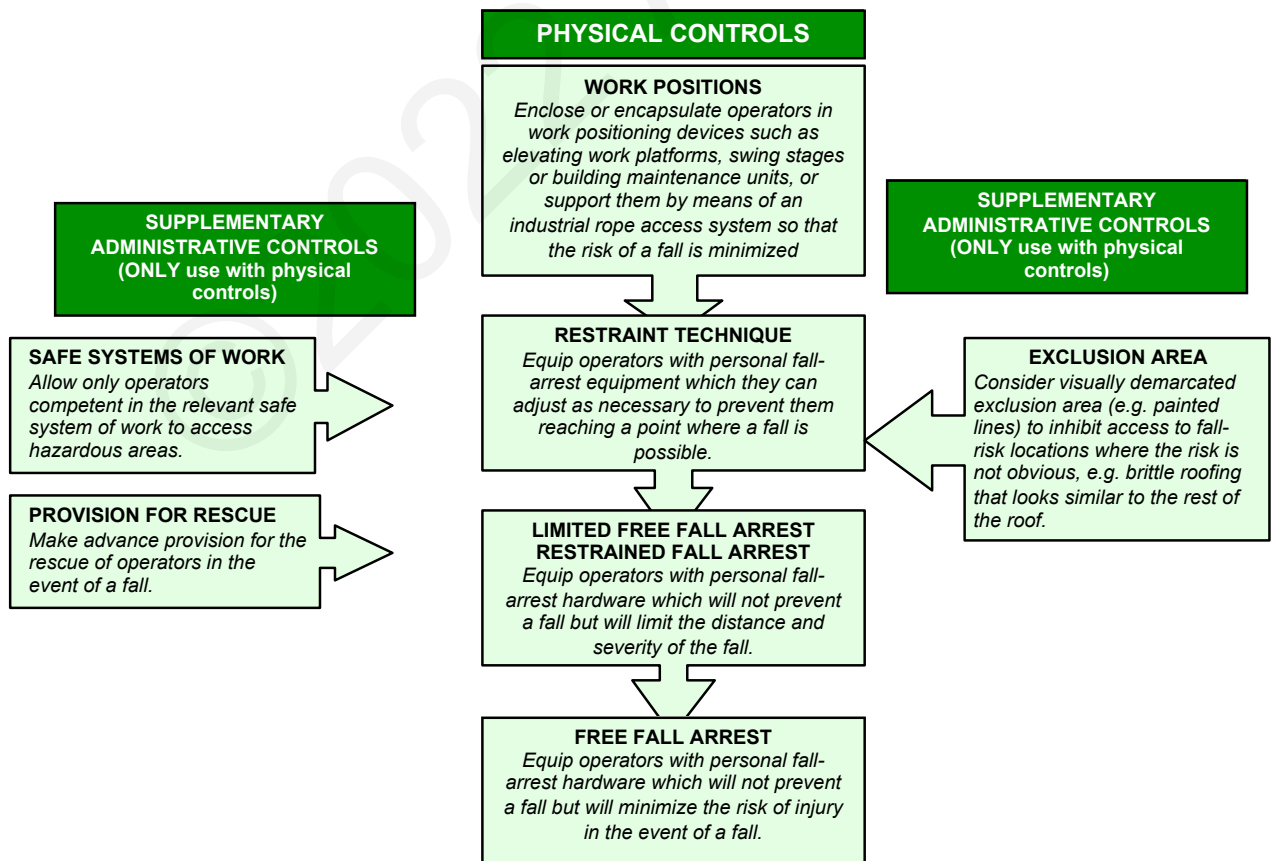 PHYSICAL CONTROLS
WORK POSITIONS
Enclose or encapsulate operators in
work positioning devices such as
elevating work platforms, swing stages
or building maintenance units, or
support them by means of an
industrial rope access system so that
the risk of a fall is minimized
SUPPLEMENTARY
ADMINISTRATIVE CONTROLS
(ONLY use with physical
controls)
SUPPLEMENTARY
ADMINISTRATIVE CONTROLS
(ONLY use with physical
controls)
SAFE SYSTEMS OF WORK
Allow only operators
competent in the relevant safe
system of work to access
hazardous areas.
PROVISION FOR RESCUE
Make advance provision for the
rescue of operators in the
event of a fall.
RESTRAINT TECHNIQUE
Equip operators with personal fall-
arrest equipment which they can
adjust as necessary to prevent them
reaching a point where a fall is
possible.
EXCLUSION AREA
Consider visually demarcated
exclusion area (e.g. painted
lines) to inhibit access to fall-
risk locations where the risk is
not obvious, e.g. brittle roofing
that looks similar to the rest of
the roof.
LIMITED FREE FALL ARREST
RESTRAINED FALL ARREST
Equip operators with personal fall-
arrest hardware which will not prevent
a fall but will limit the distance and
severity of the fall.
FREE FALL ARREST
Equip operators with personal fall-
arrest hardware which will not prevent
a fall but will minimize the risk of injury
in the event of a fall.
©2022